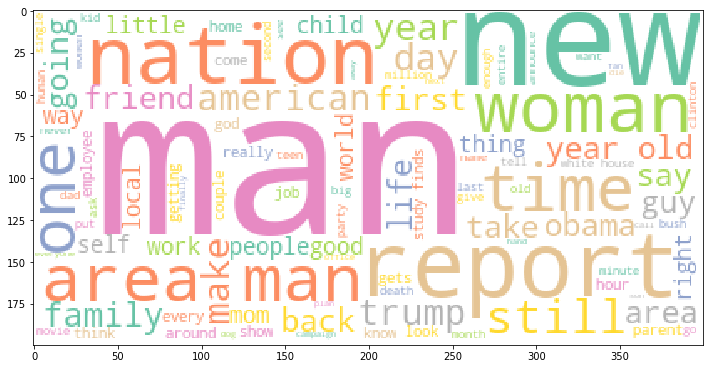 0
25
50
75
100
125
150
175
0 50 100 150 200 250 300 350
kid
little
home
child
year
new
nation
going
single
come
second
day
million
enough
entire
want
human
friend
american
first
woman
clinton
way
god
man
one
never
employee
really
teen
world
thing
year old
dad
local
getting
finally
couple
job
big
party
life
study finds
tell
white house
say
last
give
old
time
guy
put
ask
self
work
people
good
take
obama
bush
right
make
area man
report
gets
death
minute
hour
family
mom
back
trump
still
area
movie
think
every
around
show
campaign
dog
know
look
month
parent
go